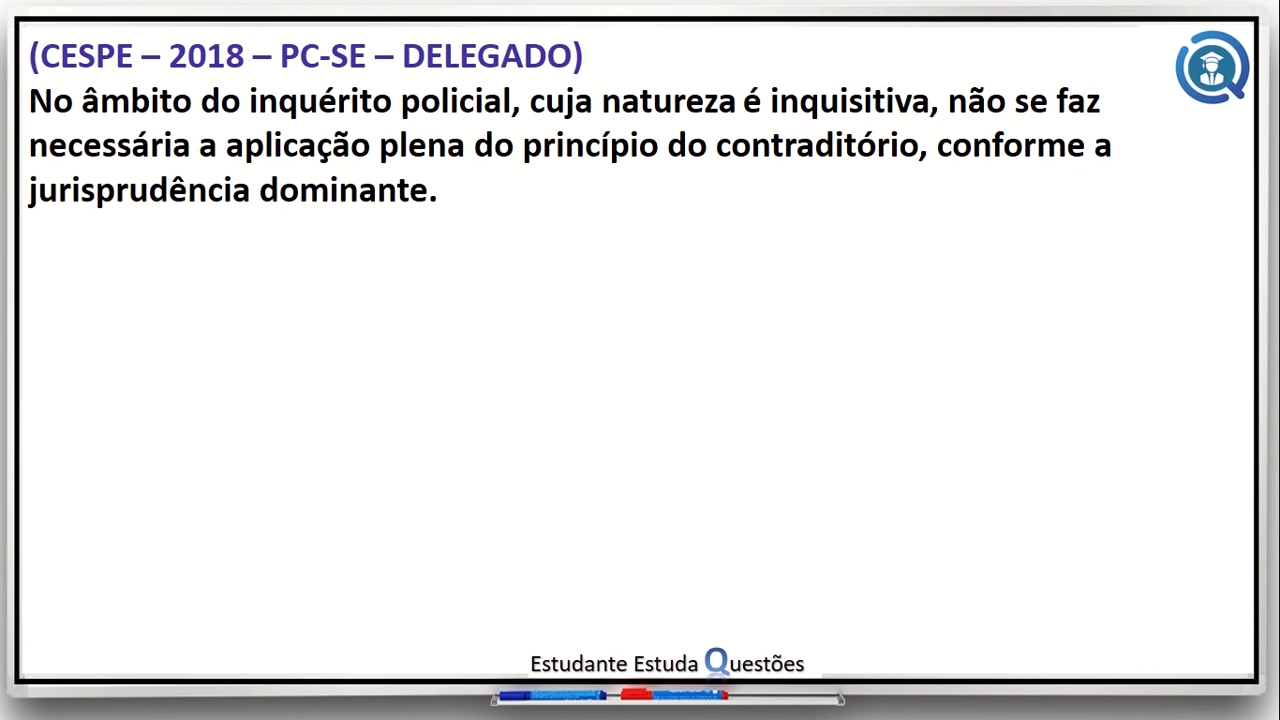 (CESPE – 2018 – PC-SE – DELEGADO)
No âmbito do inquérito policial, cuja natureza é inquisitiva, não se faz
necessária a aplicação plena do princípio do contraditório, conforme a
jurisprudência dominante.
Estudante Estuda Questões